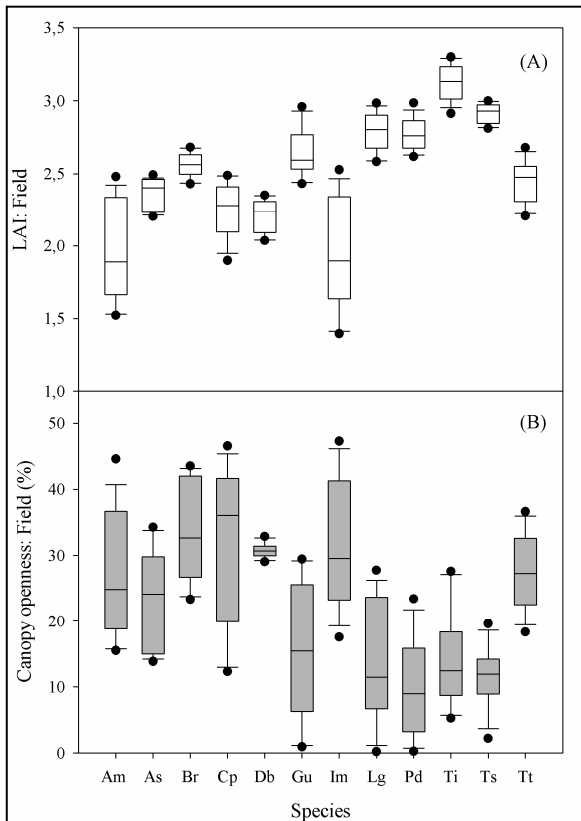 (A)
LAI: Field
3,5
3,0
2,5
2,0
1,5
1,0
(B)
Canopy openness: Field (%)
50
40
30
20
10
0
Am As Br Cp Db Gu Im Lg Pd Ti Ts Tt
Species